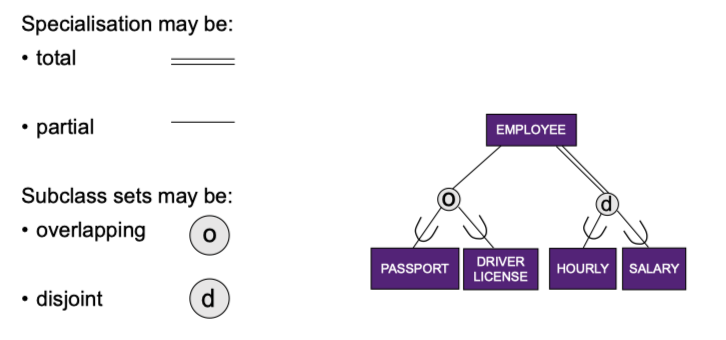 Specialisation may be:
• total
• partial
Subclass sets may be:
• overlapping
o
• disjoint
d
EMPLOYEE
o
d
PASSPORT
DRIVER
LICENSE
HOURLY
SALARY